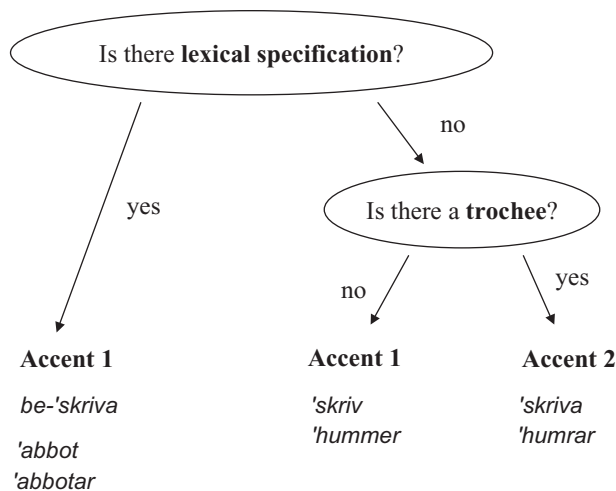 Is there lexical specification?
no
yes
Is there a trochee?
no
yes
Accent 1
Accent 1
Accent 2
be-'skriva
'skriv
'skriva
'abbot
'hummer
'humrar
'abbotar